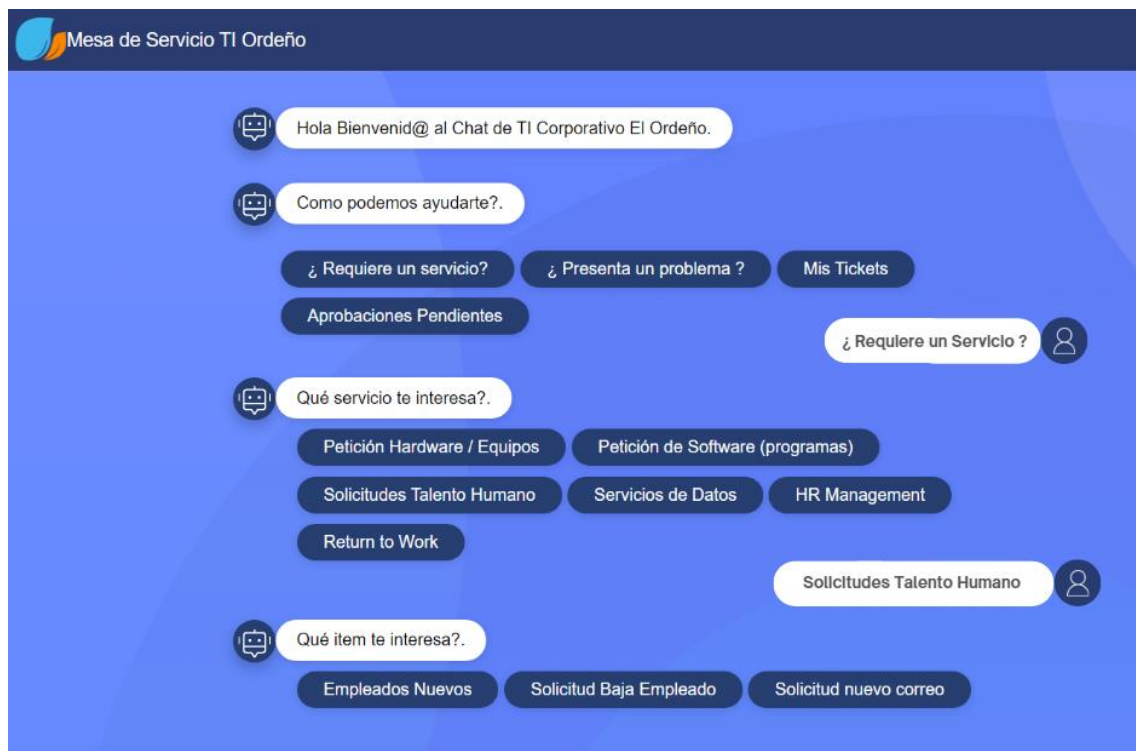 Mesa de Servicio TI Ordeño
Hola Bienvenid@ al Chat de TI Corporativo El Ordeño.
Como podemos ayudarte?.
¿ Requiere un servicio? ¿ Presenta un problema ? Mis Tickets
Aprobaciones Pendientes
¿ Requiere un Servicio ?
Qué servicio te interesa?.
Petición Hardware / Equipos Petición de Software (programas)
Solicitudes Talento Humano Servicios de Datos HR Management
Return to Work
Solicitudes Talento Humano
Qué item te interesa?.
Empleados Nuevos Solicitud Baja Empleado Solicitud nuevo correo